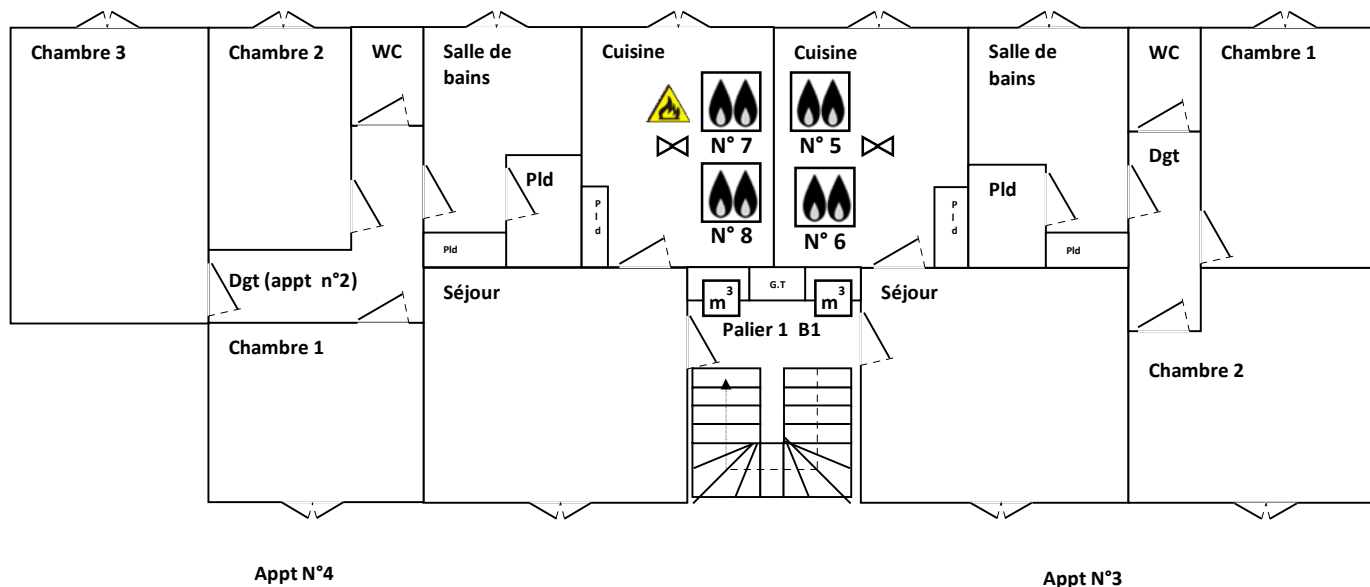 Chambre 3
Chambre 2
WC
Salle de
bains
Cuisine
Cuisine
Salle de
bains
WC
Chambre 1
N° 7
N° 5
Dgt
Pld
Pld
Pld
Pld
N° 8
N° 6
Pld
Pld
Dgt (appt n°2)
Séjour
m³
G.T
m³
Séjour
Palier 1 B1
Chambre 1
Chambre 2
Appt N°4
Appt N°3